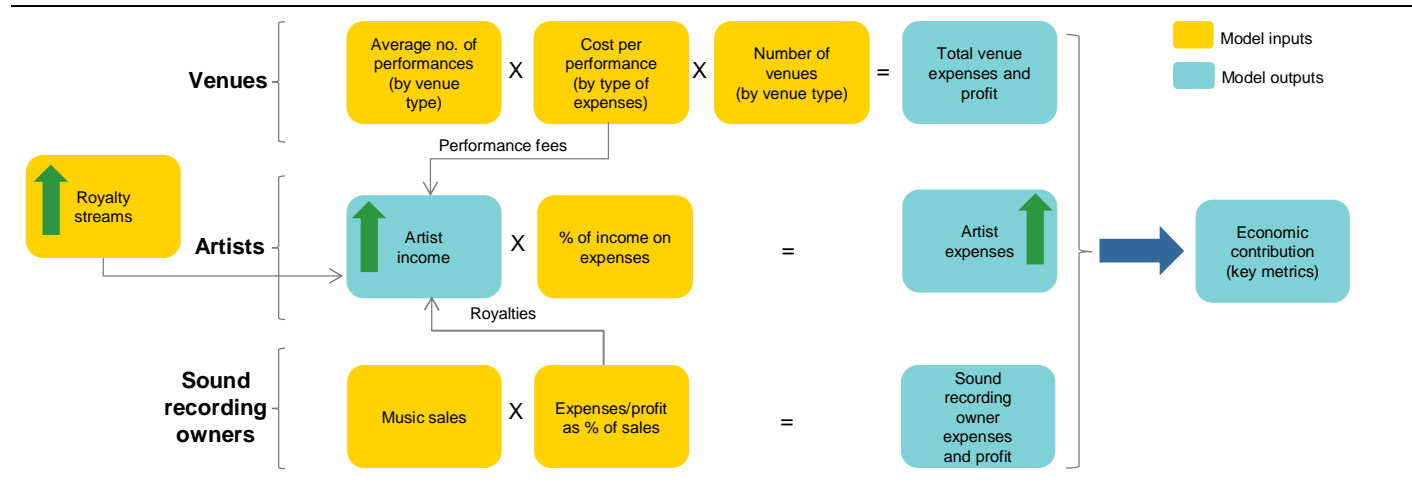 Venues
Average no. of
performances
(by venue
type)
X
Cost per
performance
(by type of
expenses)
X
Number of
venues
(by venue type)
=
Total venue
expenses and
profit
Model inputs
Model outputs
Performance fees
Royalty
streams
Artists
Artist
income
X
% of income on
expenses
=
Artist
expenses
Economic
contribution
(key metrics)
Royalties
Sound
recording
owners
Music sales
X
Expenses/profit
as % of sales
=
Sound
recording
owner
expenses
and profit